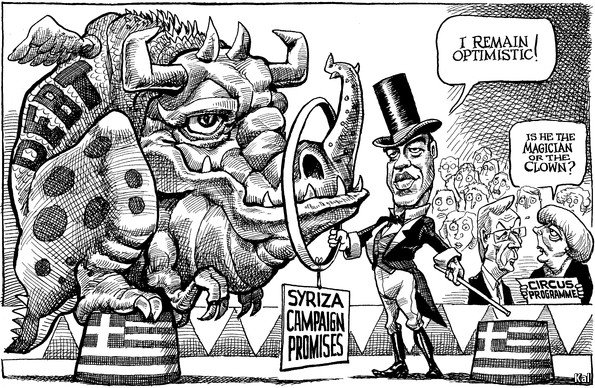 I REMAIN
OPTIMISTIC!
IS HE THE
MAGICIAN
OR THE
CLOWN?
DEBT
SYRIZA
CAMPAIGN
PROMISES
CIRCUS
PROGRAMME
Kal